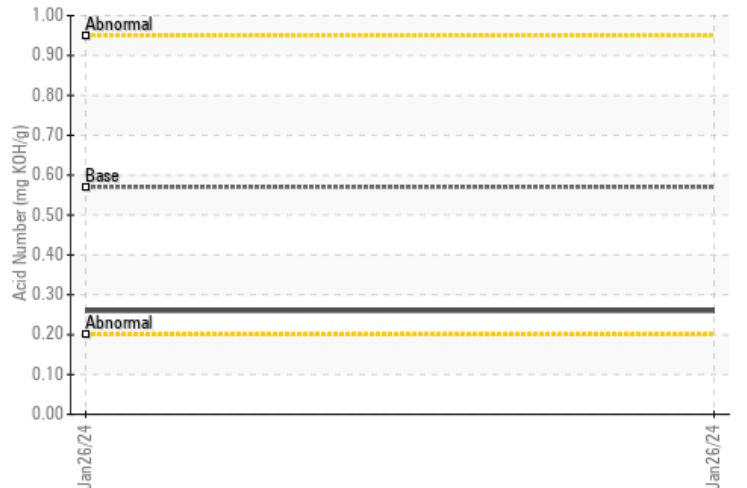 1.00
Abnormal
0.90
0.80
0.70
Base
0.60
0.50
0.40
0.30
Abnormal
0.20
0.10
0.00
Acid Number (mg KOH/g)
Jan26/24
Jan26/24